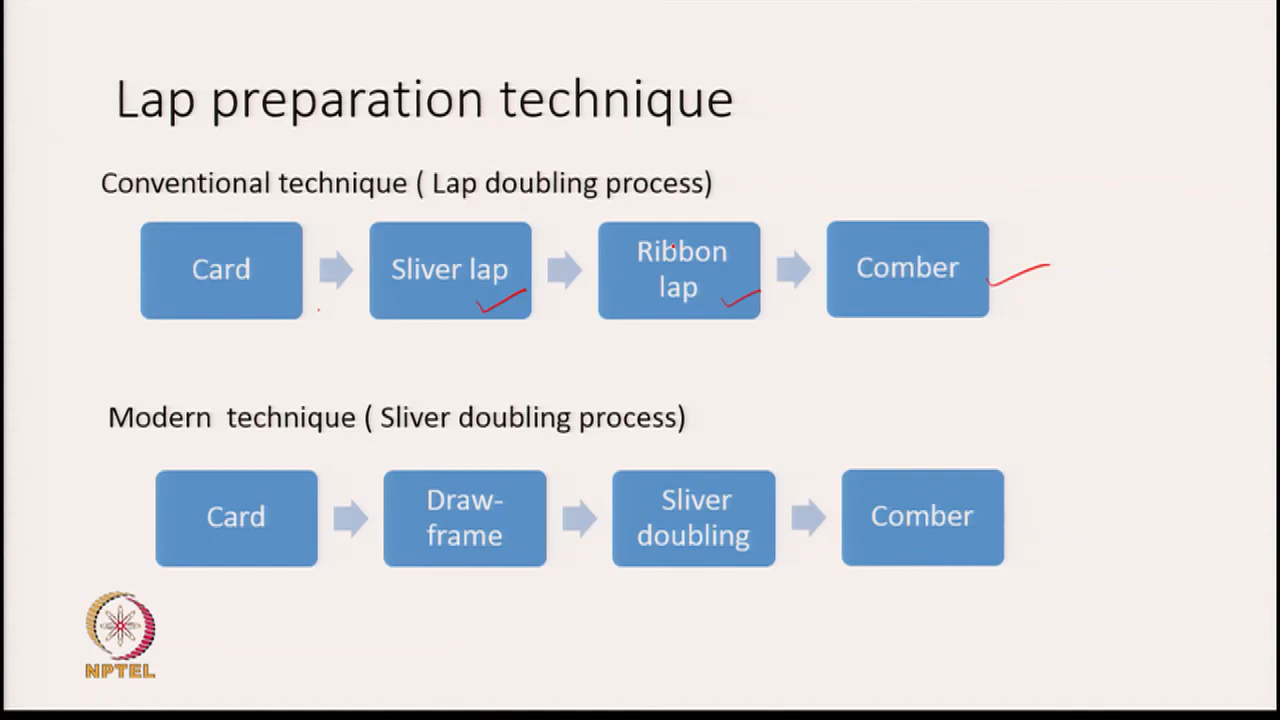 Lap preparation technique
Conventional technique ( Lap doubling process)
Card
Sliver lap
Ribbon
lap
Comber
Modern technique ( Sliver doubling process)
Card
Draw-
frame
Sliver
doubling
Comber
NPTEL